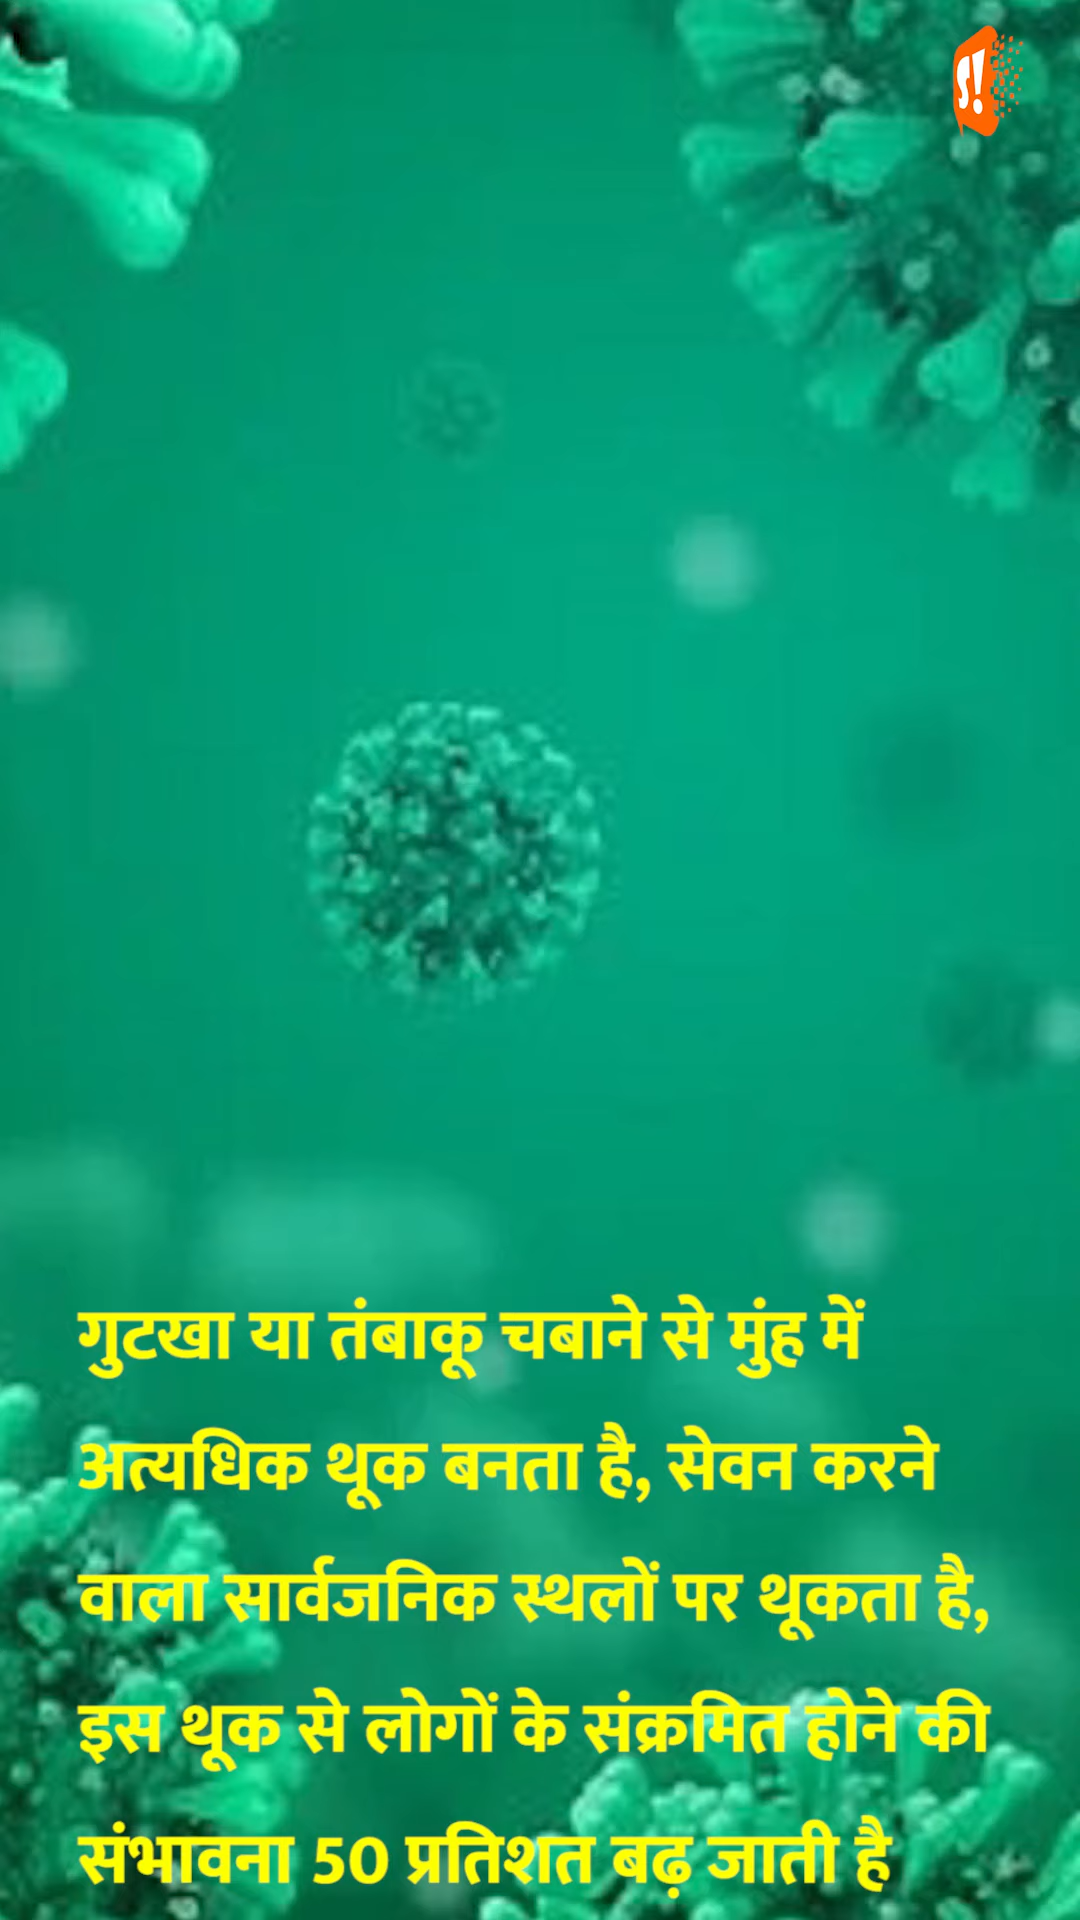 S!
गुटखा या तंबाकू चबाने से मुंह में
अत्यधिक थूक बनता है, सेवन करने
वाला सार्वजनिक स्थलों पर थूकता है,
इस थूक से लोगों के संक्रमित होने की
संभावना 50 प्रतिशत बढ़ जाती है